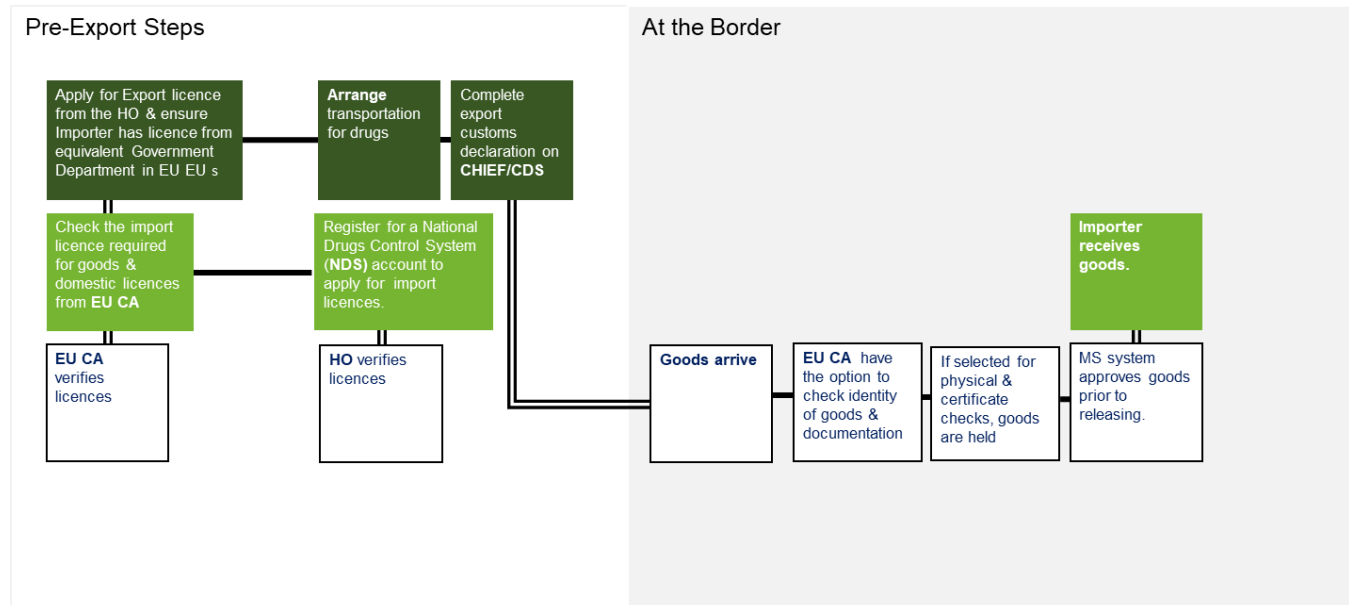 Pre-Export Steps
At the Border
Apply for Export licence
from the HO & ensure
Importer has licence from
equivalent Government
Department in EU EU s
Arrange
transportation
for drugs
Complete
export
customs
declaration on
CHIEF/CDS
Check the import
licence required
for goods &
domestic licences
from EU CA
Register for a National
Drugs Control System
(NDS) account to
apply for import
licences.
Importer
receives
goods.
EU CA
verifies
licences
HO verifies
licences
Goods arrive
EU CA have
the option to
check identity
of goods &
documentation
If selected for
physical &
certificate
checks, goods
are held
MS system
approves goods
prior to
releasing.